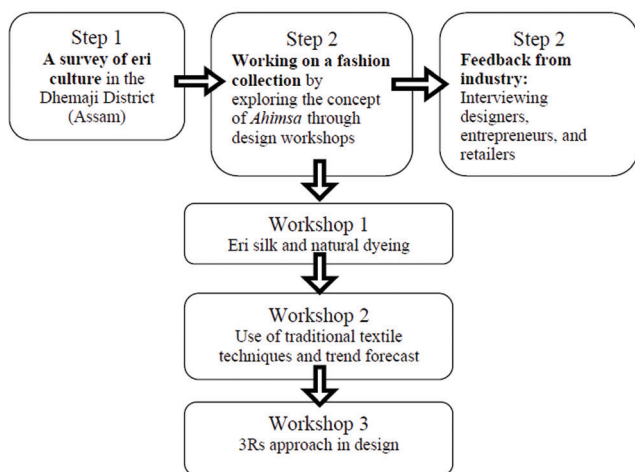 Step 1
A survey of eri
culture in the
Dhemaji District
(Assam)
Step 2
Working on a fashion
collection by
exploring the concept
of Ahimsa through
design workshops
Step 2
Feedback from
industry:
Interviewing
designers,
entrepreneurs, and
retailers
Workshop 1
Eri silk and natural dyeing
Workshop 2
Use of traditional textile
techniques and trend forecast
Workshop 3
3Rs approach in design